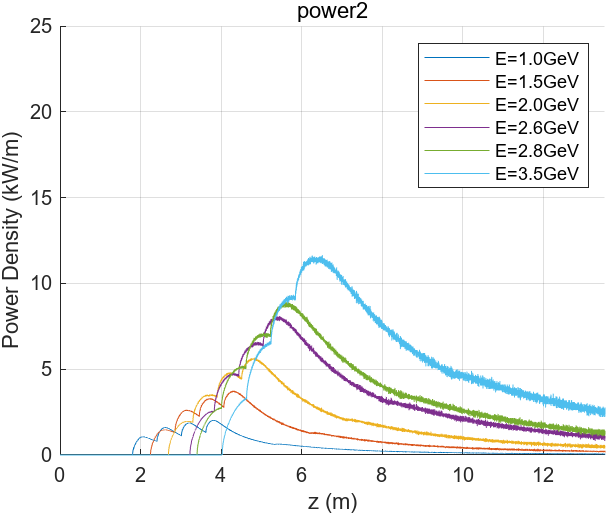 power2
25
20
15
10
5
0
Power Density (kW/m)
E=1.0GeV
E=1.5GeV
E=2.0GeV
E=2.6GeV
E=2.8GeV
E=3.5GeV
0 2 4 6 8 10 12
z (m)